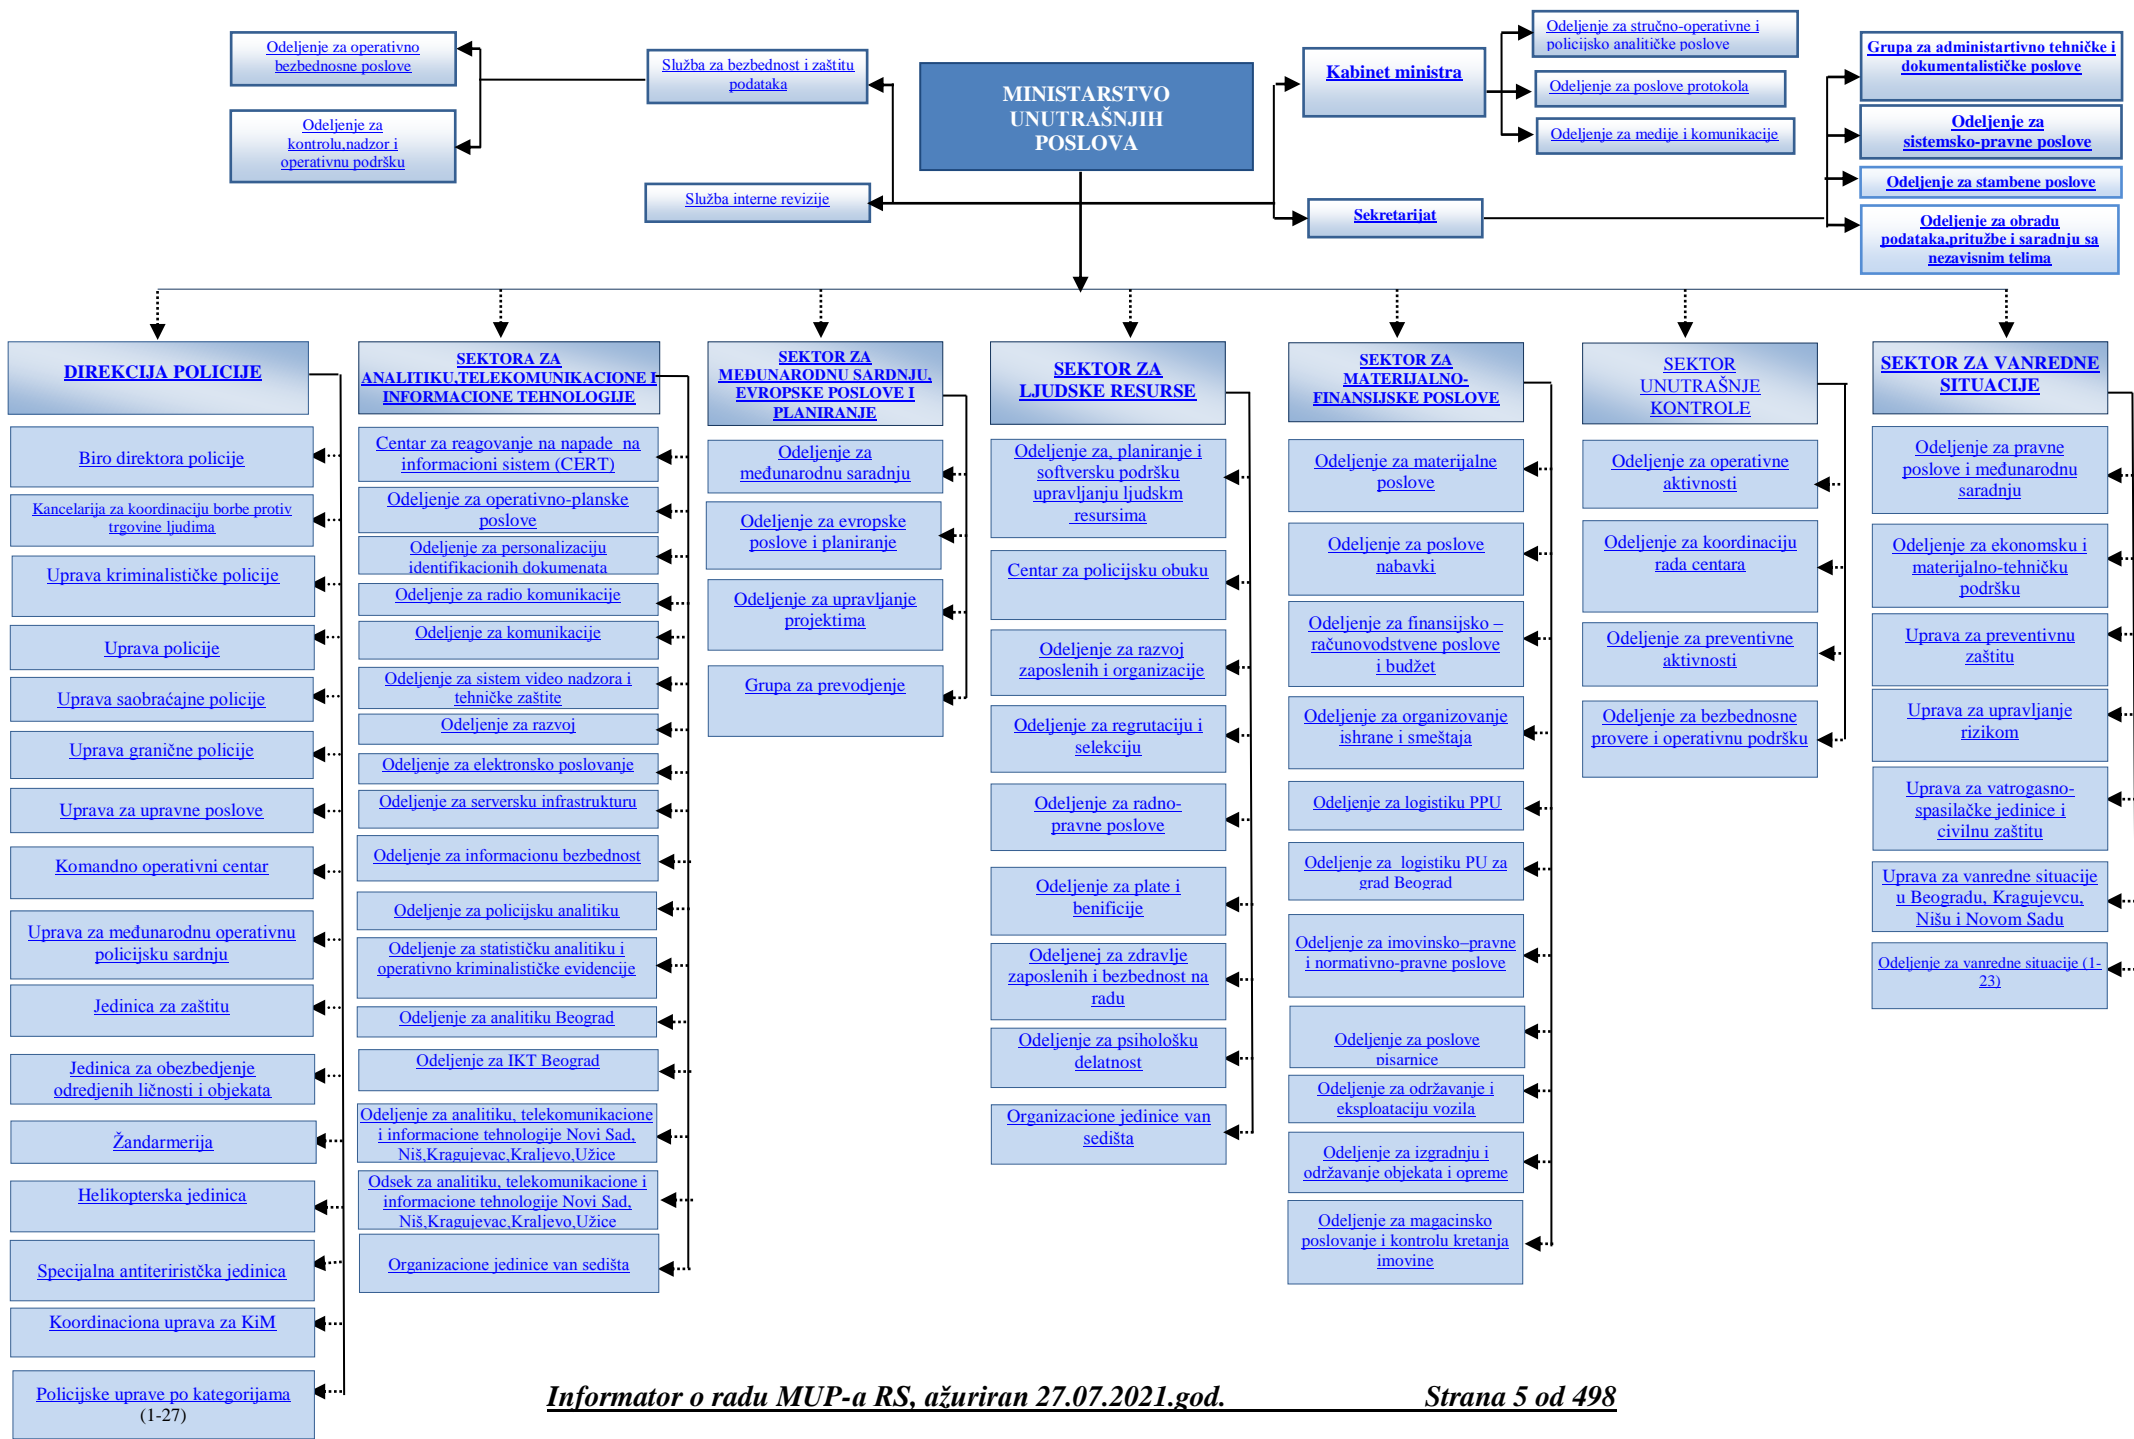 Odeljenje za operativno
bezbednosne poslove
Odeljenje za
kontrolu,nadzor i
operativnu podršku
Služba za bezbednost i zaštitu
podataka
Služba interne revizije
MINISTARSTVO
UNUTRAŠNJIH
POSLOVA
Kabinet ministra
Sekretarijat
Odeljenje za stručno-operativne i
policijsko analitičke poslove
Odeljenje za poslove protokola
Odeljenje za medije i komunikacije
Grupa za administartivno tehničke i
dokumentalističke poslove
Odeljenje za
sistemsko-pravne poslove
Odeljenje za stambene poslove
Odeljenje za obradu
podataka,pritužbe i saradnju sa
nezavisnim telima
DIREKCIJA POLICIJE
Biro direktora policije
Kancelarija za koordinaciju borbe protiv
trgovine ljudima
Uprava kriminalističke policije
Uprava policije
Uprava saobraćajne policije
Uprava granične policije
Uprava za upravne poslove
Komandno operativni centar
Uprava za međunarodnu operativnu
policijsku sardnju
Jedinica za zaštitu
Jedinica za obezbedjenje
odredjenih ličnosti i objekata
Žandarmerija
Helikopterska jedinica
Specijalna antiteriristčka jedinica
Koordinaciona uprava za KiM
Policijske uprave po kategorijama
(1-27)
SEKTORA ZA
ANALITIKU,TELEKOMUNIKACIONE I
INFORMACIONE TEHNOLOGIJE
Centar za reagovanje na napade na
informacioni sistem (CERT)
Odeljenje za operativno-planske
poslove
Odeljenje za personalizaciju
identifikacionih dokumenata
Odeljenje za radio komunikacije
Odeljenje za komunikacije
Odeljenje za sistem video nadzora i
tehničke zaštite
Odeljenje za razvoj
Odeljenje za elektronsko poslovanje
Odeljenje za serversku infrastrukturu
Odeljenje za informacionu bezbednost
Odeljenje za policijsku analitiku
Odeljenje za statističku analitiku i
operativno kriminalističke evidencije
Odeljenje za analitiku Beograd
Odeljenje za IKT Beograd
Odeljenje za analitiku, telekomunikacione
i informacione tehnologije Novi Sad,
Niš,Kragujevac,Kraljevo,Užice
Odsek za analitiku, telekomunikacione i
informacione tehnologije Novi Sad,
Niš,Kragujevac,Kraljevo,Užice
Organizacione jedinice van sedišta
SEKTOR ZA
MEĐUNARODNU SARDNJU,
EVROPSKE POSLOVE I
PLANIRANJE
Odeljenje za
međunarodnu saradnju
Odeljenje za evropske
poslove i planiranje
Odeljenje za upravljanje
projektima
Grupa za prevodjenje
SEKTOR ZA
LJUDSKE RESURSE
Odeljenje za, planiranje i
softversku podršku
upravljanju ljudskm
resursima
Centar za policijsku obuku
Odeljenje za razvoj
zaposlenih i organizacije
Odeljenje za regrutaciju i
selekciju
Odeljenje za radno-
pravne poslove
Odeljenje za plate i
benificije
Odeljenej za zdravlje
zaposlenih i bezbednost na
radu
Odeljenje za psihološku
delatnost
Organizacione jedinice van
sedišta
SEKTOR ZA
MATERIJALNO-
FINANSIJSKE POSLOVE
Odeljenje za materijalne
poslove
Odeljenje za poslove
nabavki
Odeljenje za finansijsko –
računovodstvene poslove
i budžet
Odeljenje za organizovanje
ishrane i smeštaja
Odeljenje za logistiku PPU
Odeljenje za logistiku PU za
grad Beograd
Odeljenje za imovinsko–pravne
i normativno-pravne poslove
Odeljenje za poslove
pisarnice
Odeljenje za održavanje i
eksploataciju vozila
Odeljenje za izgradnju i
održavanje objekata i opreme
Odeljenje za magacinsko
poslovanje i kontrolu kretanja
imovine
SEKTOR
UNUTRAŠNJE
KONTROLE
Odeljenje za operativne
aktivnosti
Odeljenje za koordinaciju
rada centara
Odeljenje za preventivne
aktivnosti
Odeljenje za bezbednosne
provere i operativnu podršku
SEKTOR ZA VANREDNE
SITUACIJE
Odeljenje za pravne
poslove i međunarodnu
saradnju
Odeljenje za ekonomsku i
materijalno-tehničku
podršku
Uprava za preventivnu
zaštitu
Uprava za upravljanje
rizikom
Uprava za vatrogasno-
spasilačke jedinice i
civilnu zaštitu
Uprava za vanredne situacije
u Beogradu, Kragujevcu,
Nišu i Novom Sadu
Odeljenje za vanredne situacije (1-
23)
Informator o radu MUP-a RS, ažuriran 27.07.2021.god. Strana 5 od 498